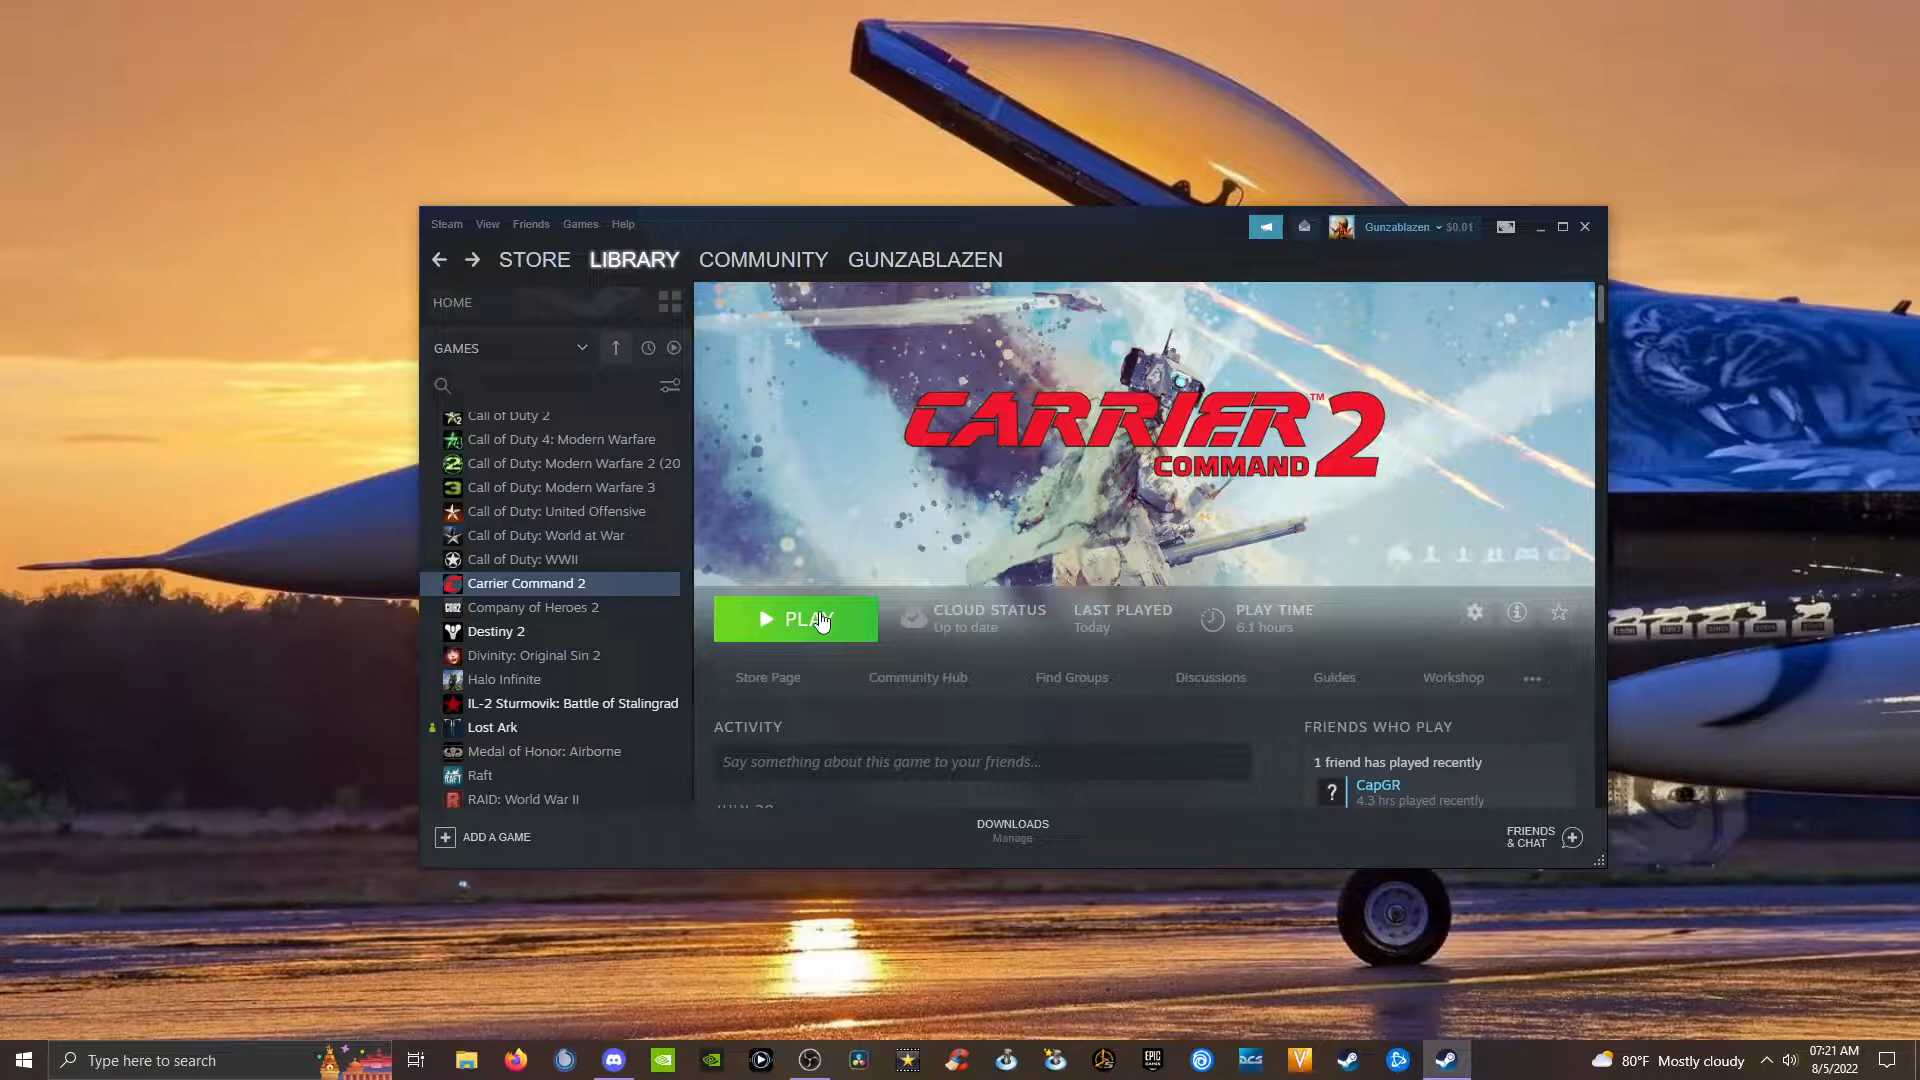 Steam View Friends Games Help
Gunzablazen $0.01
STORE LIBRARY COMMUNITY GUNZABLAZEN
HOME
GAMES
Call of Duty 2
Call of Duty 4: Modern Warfare
Call of Duty: Modern Warfare 2 (20
Call of Duty: Modern Warfare 3
Call of Duty: United Offensive
Call of Duty: World at War
Call of Duty: WWII
Carrier Command 2
Company of Heroes 2
Destiny 2
Divinity: Original Sin 2
Halo Infinite
IL-2 Sturmovik: Battle of Stalingrad
Lost Ark
Medal of Honor: Airborne
Raft
RAID: World War II
ADD A GAME
CARRIER™ 2
COMMAND
PLAY
CLOUD STATUS
Up to date
LAST PLAYED
Today
PLAY TIME
6.1 hours
Store Page Community Hub Find Groups Discussions Guides Workshop
ACTIVITY
Say something about this game to your friends...
FRIENDS WHO PLAY
1 friend has played recently
CapGR
4.3 hrs played recently
DOWNLOADS
Manage
FRIENDS
& CHAT
Type here to search
EPIC
GAMES
DCS
80°F Mostly cloudy
07:21 AM
8/5/2022